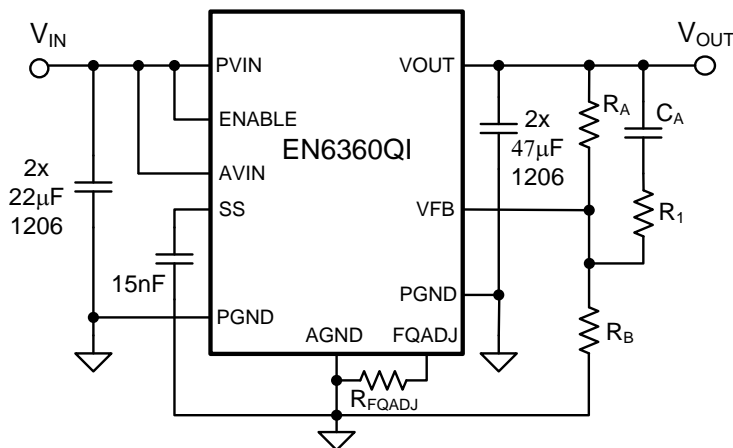 V_IN
V_OUT
PVIN
VOUT
ENABLE
EN6360QI
AVIN
SS
VFB
PGND
PGND
AGND
FQADJ
2x
22μF
1206
15nF
2x
47μF
1206
R_A
C_A
R_1
R_B
R_FQADJ